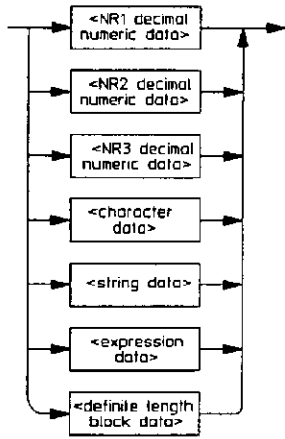 <NR1 decimal
numeric data>
<NR2 decimal
numeric data>
<NR3 decimal
numeric data>
<character
data>
<string data>
<expression
data>
<definite length
block data>